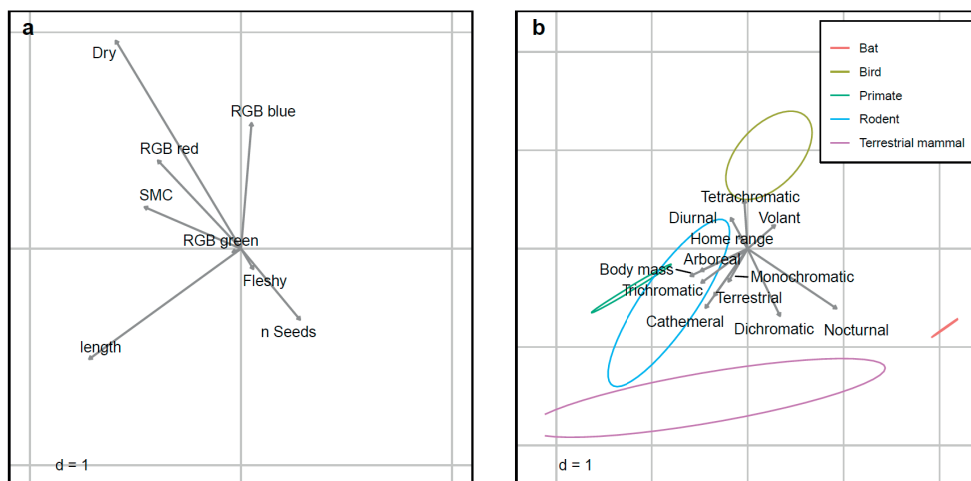 a
Dry
RGB blue
RGB red
SMC
RGB green
Fleshy
n Seeds
length
d = 1
b
Bat
Bird
Primate
Rodent
Terrestrial mammal
Tetrachromatic
Diurnal
Volant
Home range
Arboreal
Body mass
Monochromatic
Trichromatic
Terrestrial
Cathemeral
Dichromatic
Nocturnal
d = 1